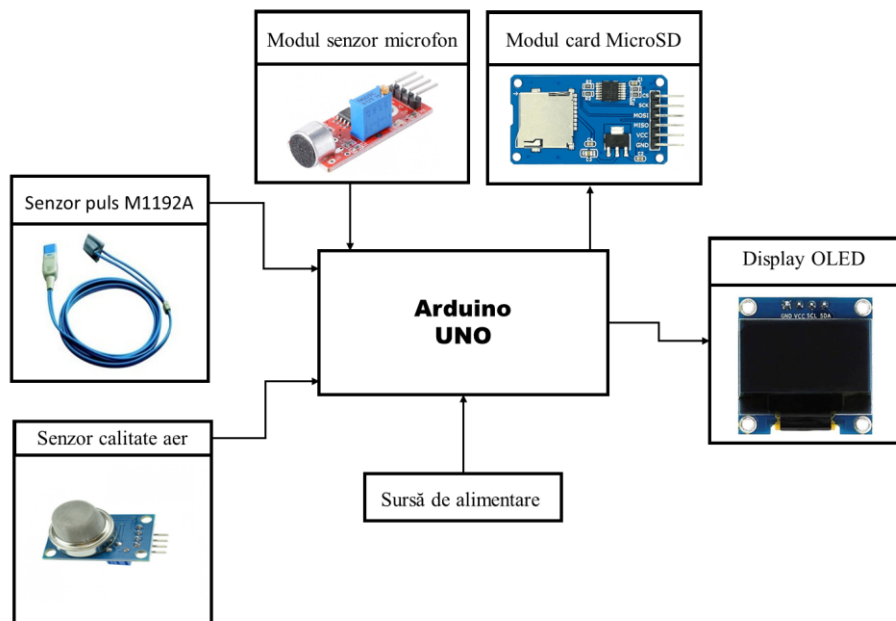 Modul senzor microfon
Modul card MicroSD
CS
SCK
MOSI
MISO
VCC
GND
Senzor puls M1192A
Arduino
UNO
Display OLED
GND VCC SCL SDA
Senzor calitate aer
Sursă de alimentare